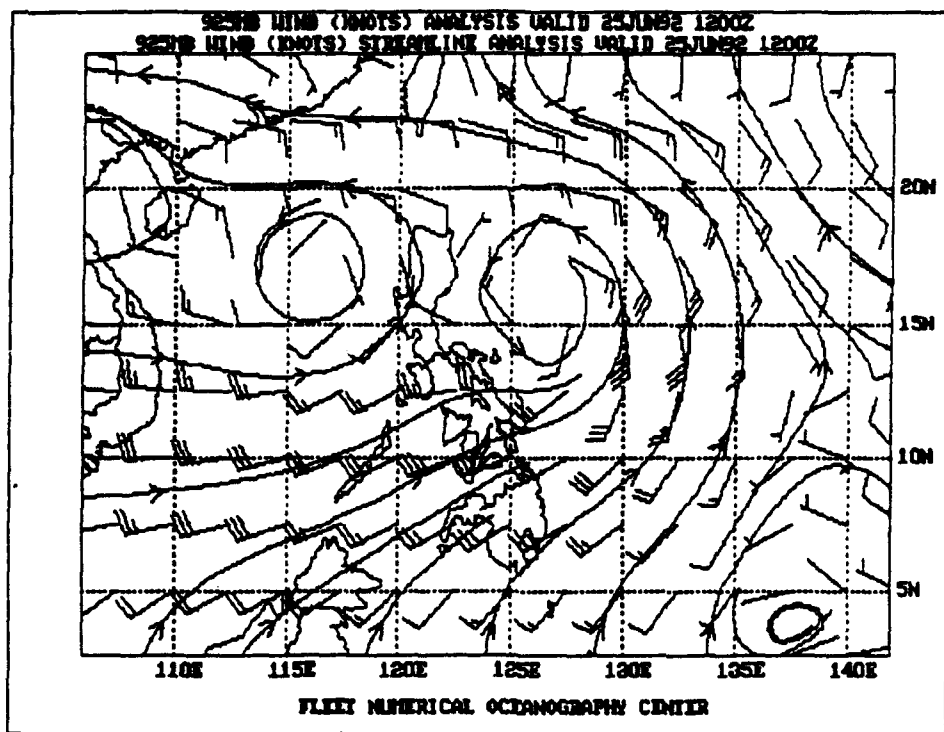 925MB WIND (KNOTS) ANALYSIS VALID 25JUN92 1200Z
925MB WIND (KNOTS) STREAMLINE ANALYSIS VALID 25JUN92 1200Z
20N
15N
10N
5N
110E 115E 120E 125E 130E 135E 140E
FLEET NUMERICAL OCEANOGRAPHY CENTER